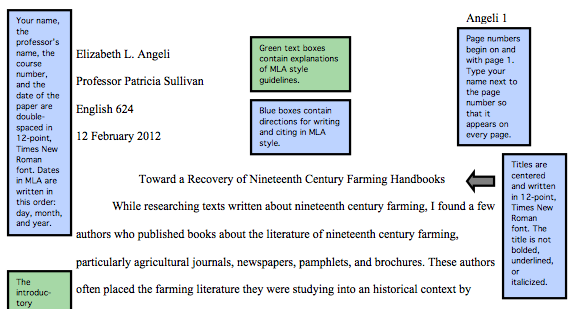 Angeli 1
Your name,
the
professor's
name, the
course
number,
and the
date of the
paper are
double-
spaced in
12-point,
Times New
Roman
font. Dates
in MLA are
written in
this order:
day, month,
and year.
Elizabeth L. Angeli
Professor Patricia Sullivan
English 624
12 February 2012
Green text boxes
contain explanations
of MLA style
guidelines.
Blue boxes contain
directions for writing
and citing in MLA
style.
Page numbers
begin on and
with page 1.
Type your
name next to
the page
number so
that it
appears on
every page.
Toward a Recovery of Nineteenth Century Farming Handbooks
Titles are
centered
and written
in 12-point,
Times New
Roman
font. The
title is not
bolded,
underlined,
or
italicized.
While researching texts written about nineteenth century farming, I found a few
authors who published books about the literature of nineteenth century farming,
particularly agricultural journals, newspapers, pamphlets, and brochures. These authors
often placed the farming literature they were studying into an historical context by
The
introduc-
tory